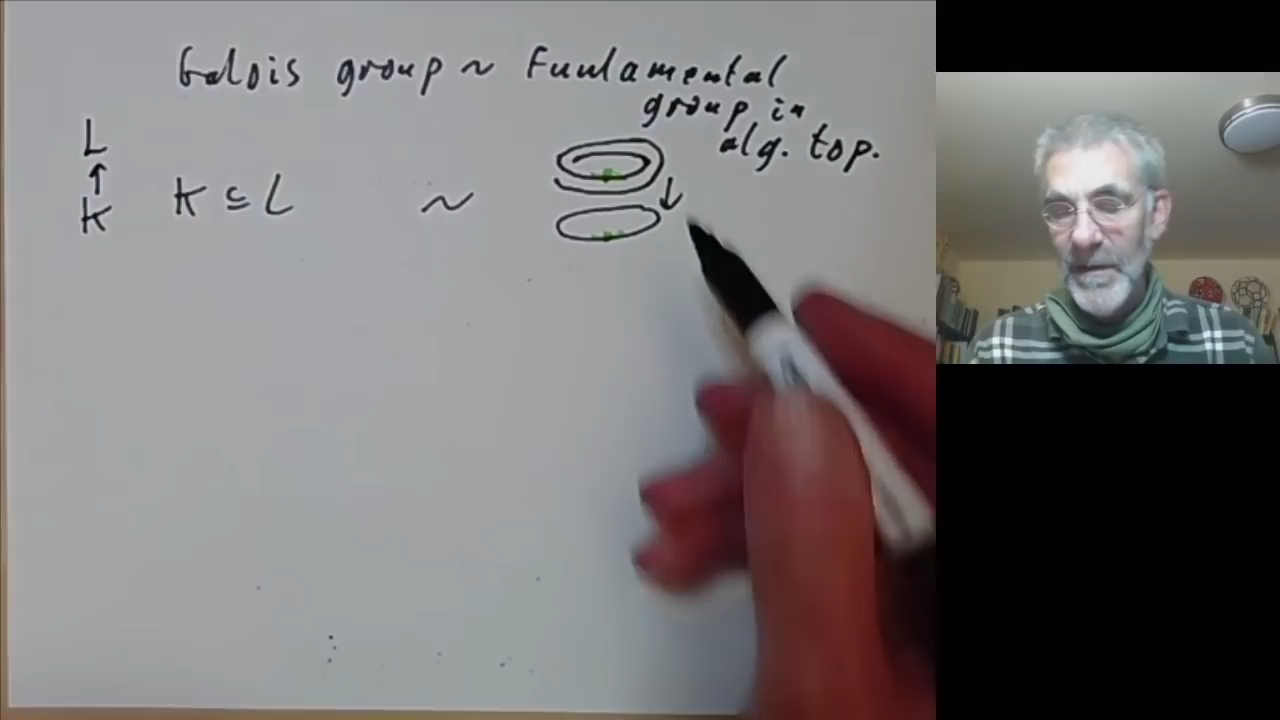 Galois group ~ Fundamental
group in
alg. top.
L
↑
K
K ⊆ L ~